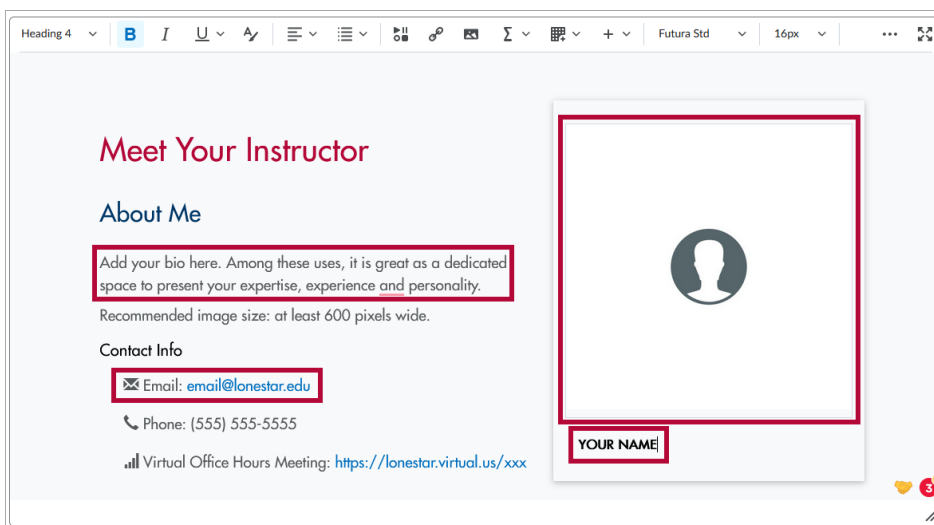 Heading 4
B I U Σ + Futura Std 16px ...
Meet Your Instructor
About Me
Add your bio here. Among these uses, it is great as a dedicated
space to present your expertise, experience and personality.
Recommended image size: at least 600 pixels wide.
Contact Info
Email: email@lonestar.edu
Phone: (555) 555-5555
Virtual Office Hours Meeting: https://lonestar.virtual.us/xxx
YOUR NAME
3